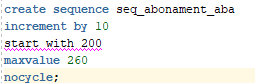 create sequence seq_abonament_aba
increment by 10
start with 200
maxvalue 260
nocycle;